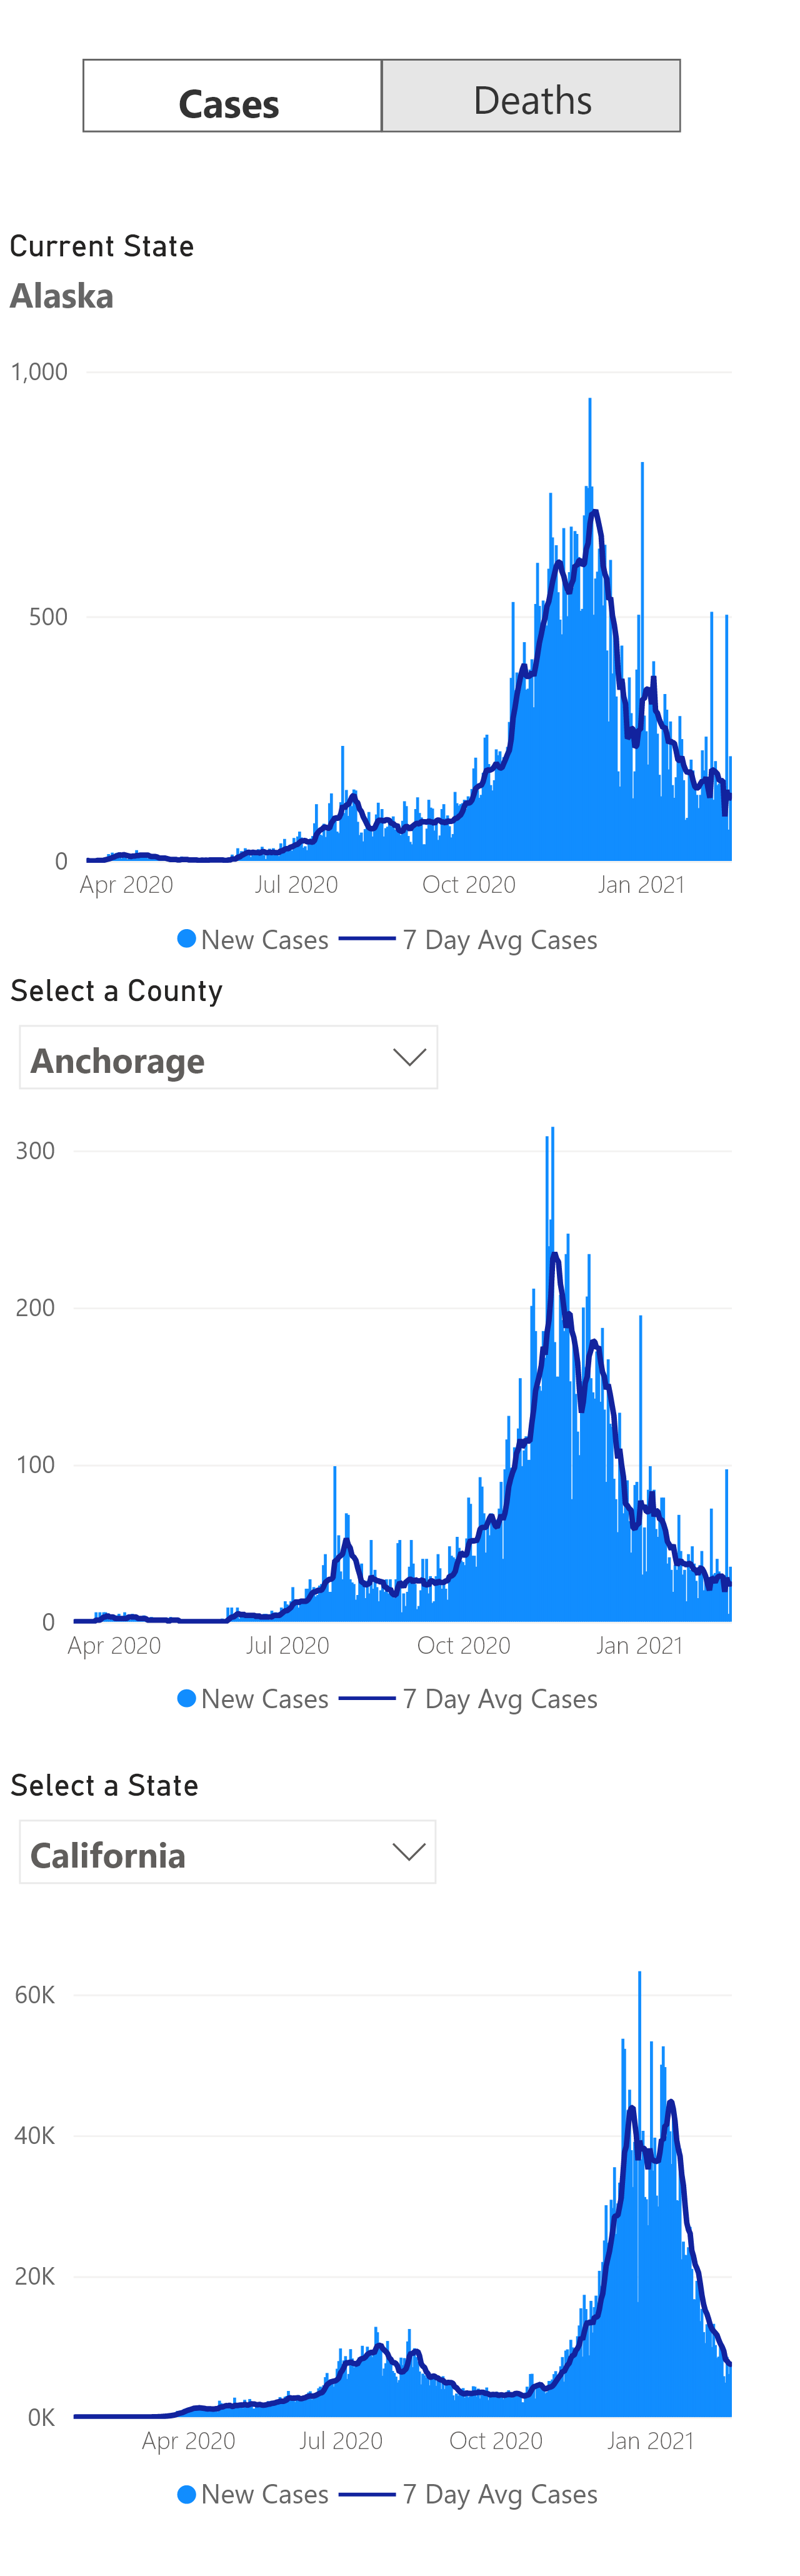 Cases Deaths
Current State
Alaska
1,000
500
0
Apr 2020 Jul 2020 Oct 2020 Jan 2021
New Cases 7 Day Avg Cases
Select a County
Anchorage
300
200
100
0
Apr 2020 Jul 2020 Oct 2020 Jan 2021
New Cases 7 Day Avg Cases
Select a State
California
60K
40K
20K
0K
Apr 2020 Jul 2020 Oct 2020 Jan 2021
New Cases 7 Day Avg Cases